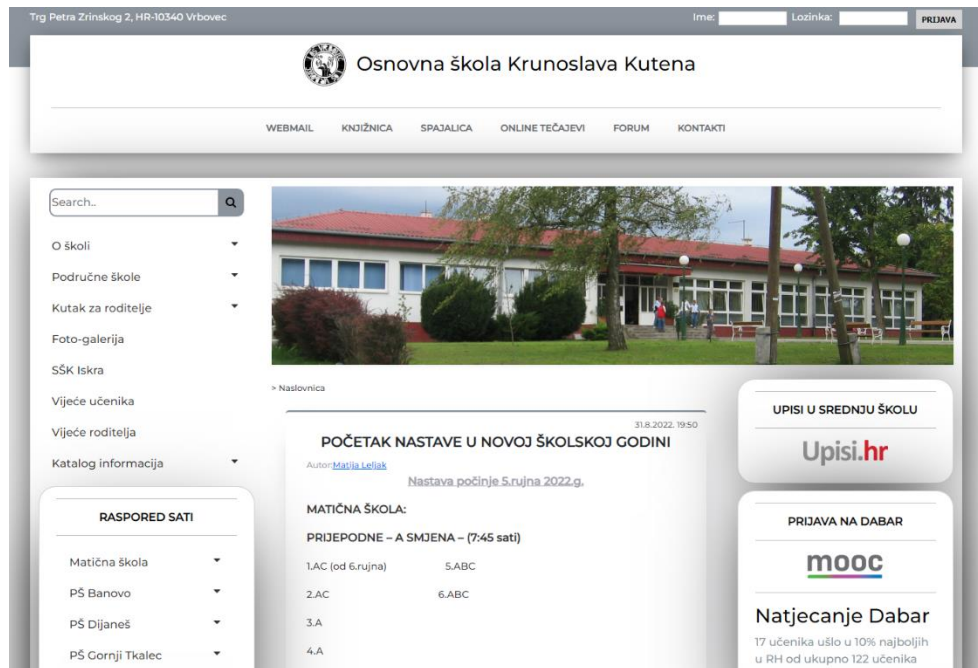 Trg Petra Zrinskog 2, HR-10340 Vrbovec
Ime:
Lozinka:
PRIJAVA
Osnovna škola Krunoslava Kutena
WEBMAIL KNJIŽNICA SPAJALICA ONLINE TEČAJEVI FORUM KONTAKTI
Search..
O školi
Područne škole
Kutak za roditelje
Foto-galerija
SŠK Iskra
Vijeće učenika
Vijeće roditelja
Katalog informacija
RASPORED SATI
Matična škola
PŠ Banovo
PŠ Dijaneš
PŠ Gornji Tkalec
> Naslovnica
31.8.2022. 19:50
POČETAK NASTAVE U NOVOJ ŠKOLSKOJ GODINI
Autor:Matija Leljak
Nastava počinje 5.rujna 2022.g.
MATIČNA ŠKOLA:
PRIJEPODNE – A SMJENA – (7:45 sati)
1.AC (od 6.rujna) 5.ABC
2.AC 6.ABC
3.A
4.A
UPISI U SREDNJU ŠKOLU
Upisi.hr
PRIJAVA NA DABAR
mooc
Natjecanje Dabar
17 učenika ušlo u 10% najboljih
u RH od ukupno 122 učenika